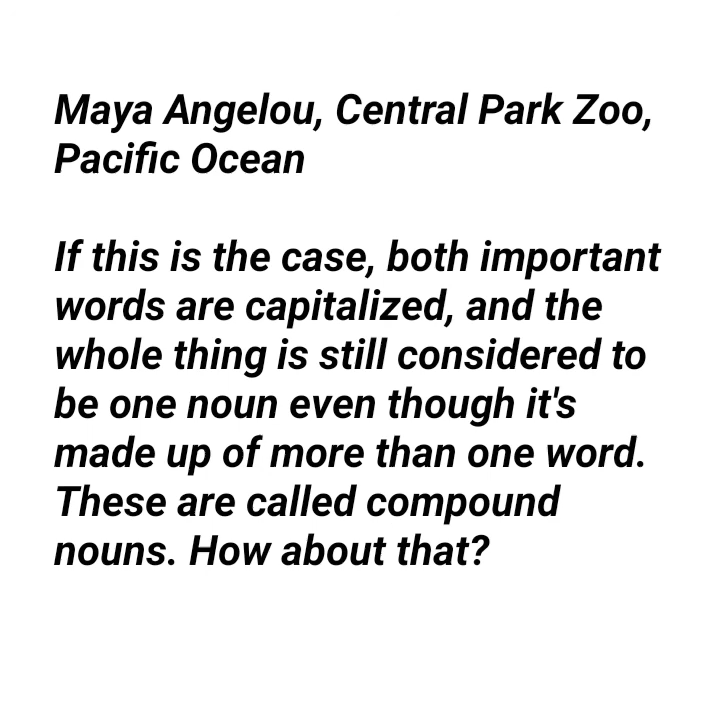 Maya Angelou, Central Park Zoo,
Pacific Ocean
If this is the case, both important
words are capitalized, and the
whole thing is still considered to
be one noun even though it's
made up of more than one word.
These are called compound
nouns. How about that?